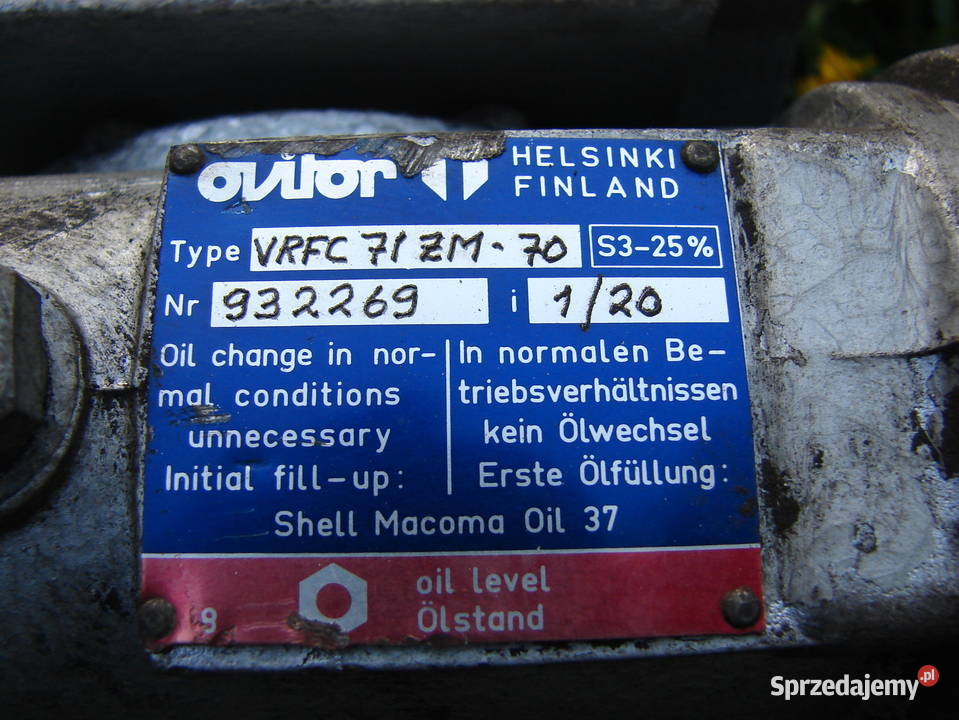 ovitor HELSINKI
FINLAND
Type VRFC 71 ZM - 70 S3-25%
Nr 932269 i 1/20
Oil change in nor-
mal conditions
unnecessary
Initial fill-up:
In normalen Be-
triebsverhältnissen
kein Ölwechsel
Erste Ölfüllung:
Shell Macoma Oil 37
9 oil level
Ölstand
Sprzedajemy.pl